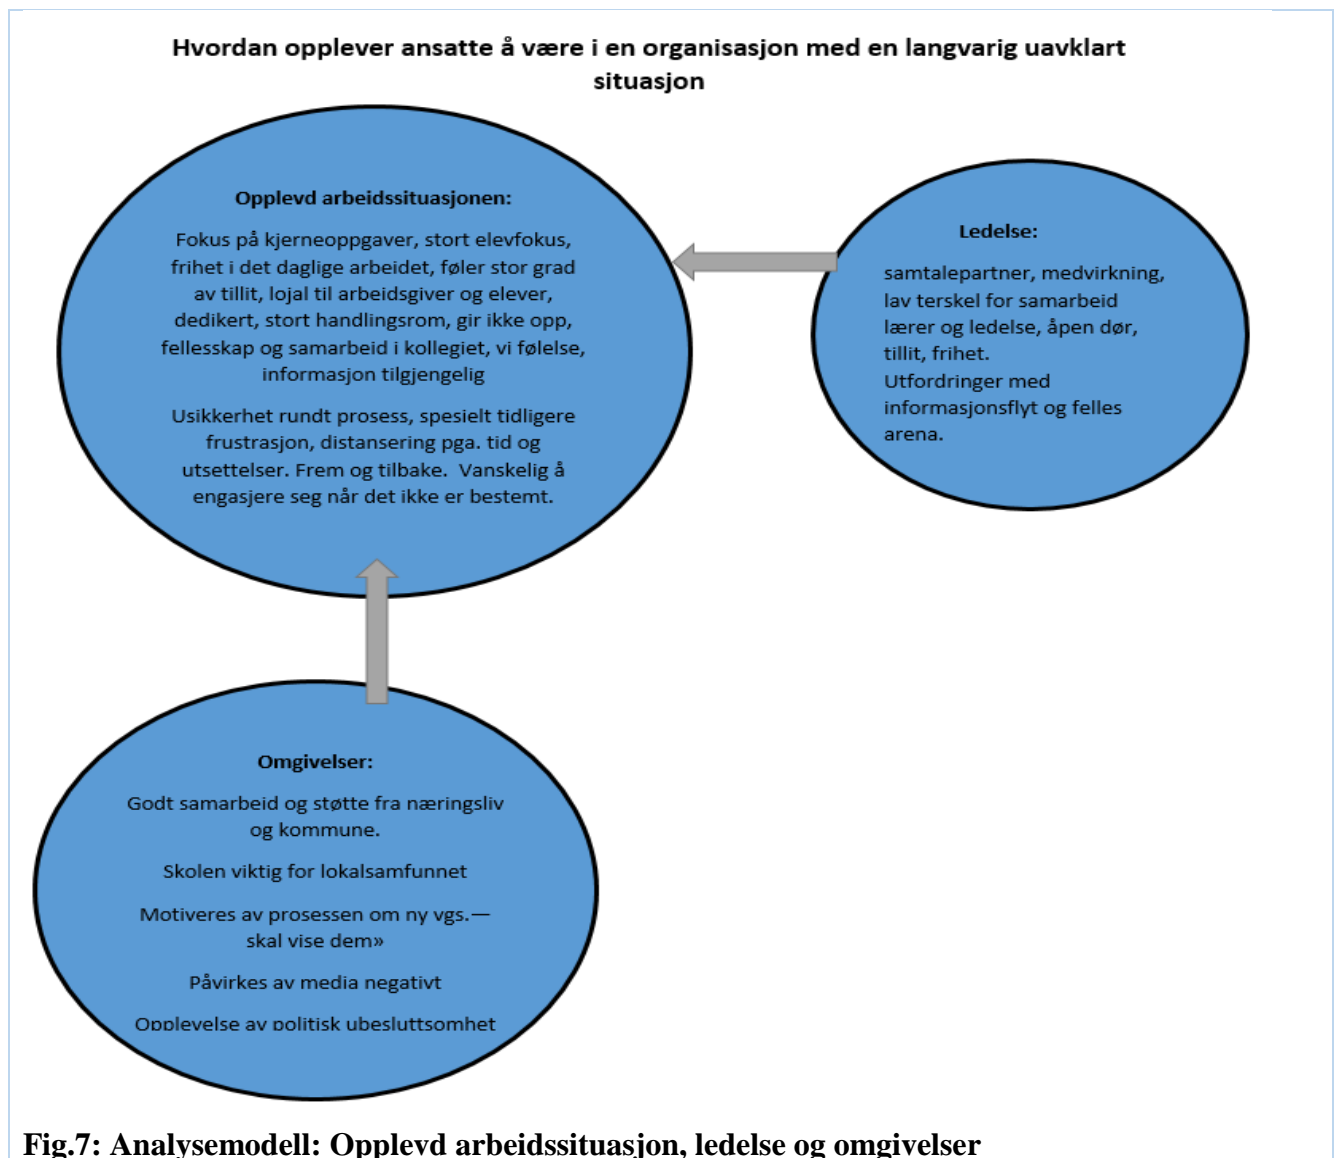 Hvordan opplever ansatte å være i en organisasjon med en langvarig uavklart
situasjon
Opplevd arbeidssituasjonen:
Fokus på kjerneoppgaver, stort elevfokus,
frihet i det daglige arbeidet, føler stor grad
av tillit, lojal til arbeidsgiver og elever,
dedikert, stort handlingsrom, gir ikke opp,
fellesskap og samarbeid i kollegiet, vi følelse,
informasjon tilgjengelig
Usikkerhet rundt prosess, spesielt tidligere
frustrasjon, distansering pga. tid og
utsettelser. Frem og tilbake.  Vanskelig å
engasjere seg når det ikke er bestemt.
Ledelse:
samtalepartner, medvirkning,
lav terskel for samarbeid
lærer og ledelse, åpen dør,
tillit, frihet.
Utfordringer med
informasjonsflyt og felles
arena.
Omgivelser:
Godt samarbeid og støtte fra næringsliv
og kommune.
Skolen viktig for lokalsamfunnet
Motiveres av prosessen om ny vgs.—
skal vise dem»
Påvirkes av media negativt
Opplevelse av politisk ubesluttsomhet
Fig.7: Analysemodell: Opplevd arbeidssituasjon, ledelse og omgivelser